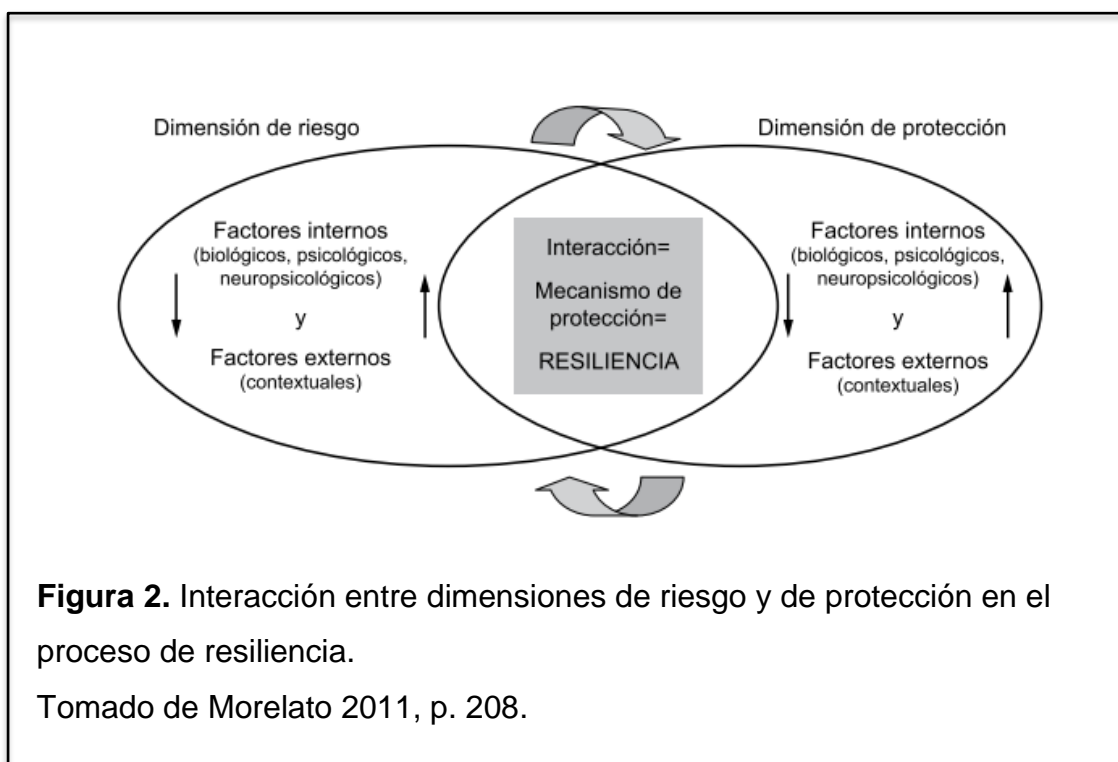 Dimensión de riesgo
Dimensión de protección
Factores internos
(biológicos, psicológicos,
neuropsicológicos)
y
Factores externos
(contextuales)
Interacción=
Mecanismo de
protección=
RESILIENCIA
Factores internos
(biológicos, psicológicos,
neuropsicológicos)
y
Factores externos
(contextuales)
Figura 2. Interacción entre dimensiones de riesgo y de protección en el
proceso de resiliencia.
Tomado de Morelato 2011, p. 208.